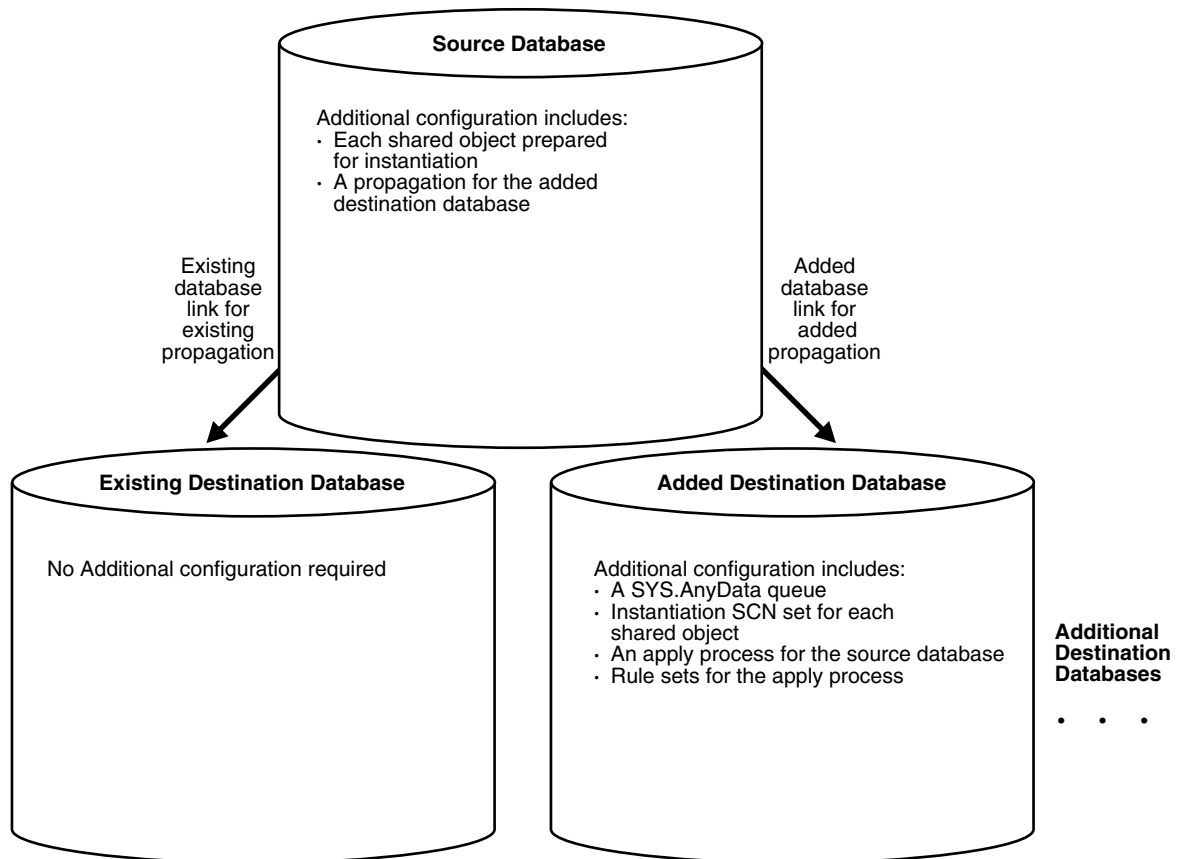 Source Database
Additional configuration includes:
· Each shared object prepared
for instantiation
· A propagation for the added
destination database
Existing
database
link for
existing
propagation
Added
database
link for
added
propagation
Existing Destination Database
No Additional configuration required
Added Destination Database
Additional configuration includes:
· A SYS.AnyData queue
· Instantiation SCN set for each
shared object
· An apply process for the source database
· Rule sets for the apply process
Additional
Destination
Databases
. . .